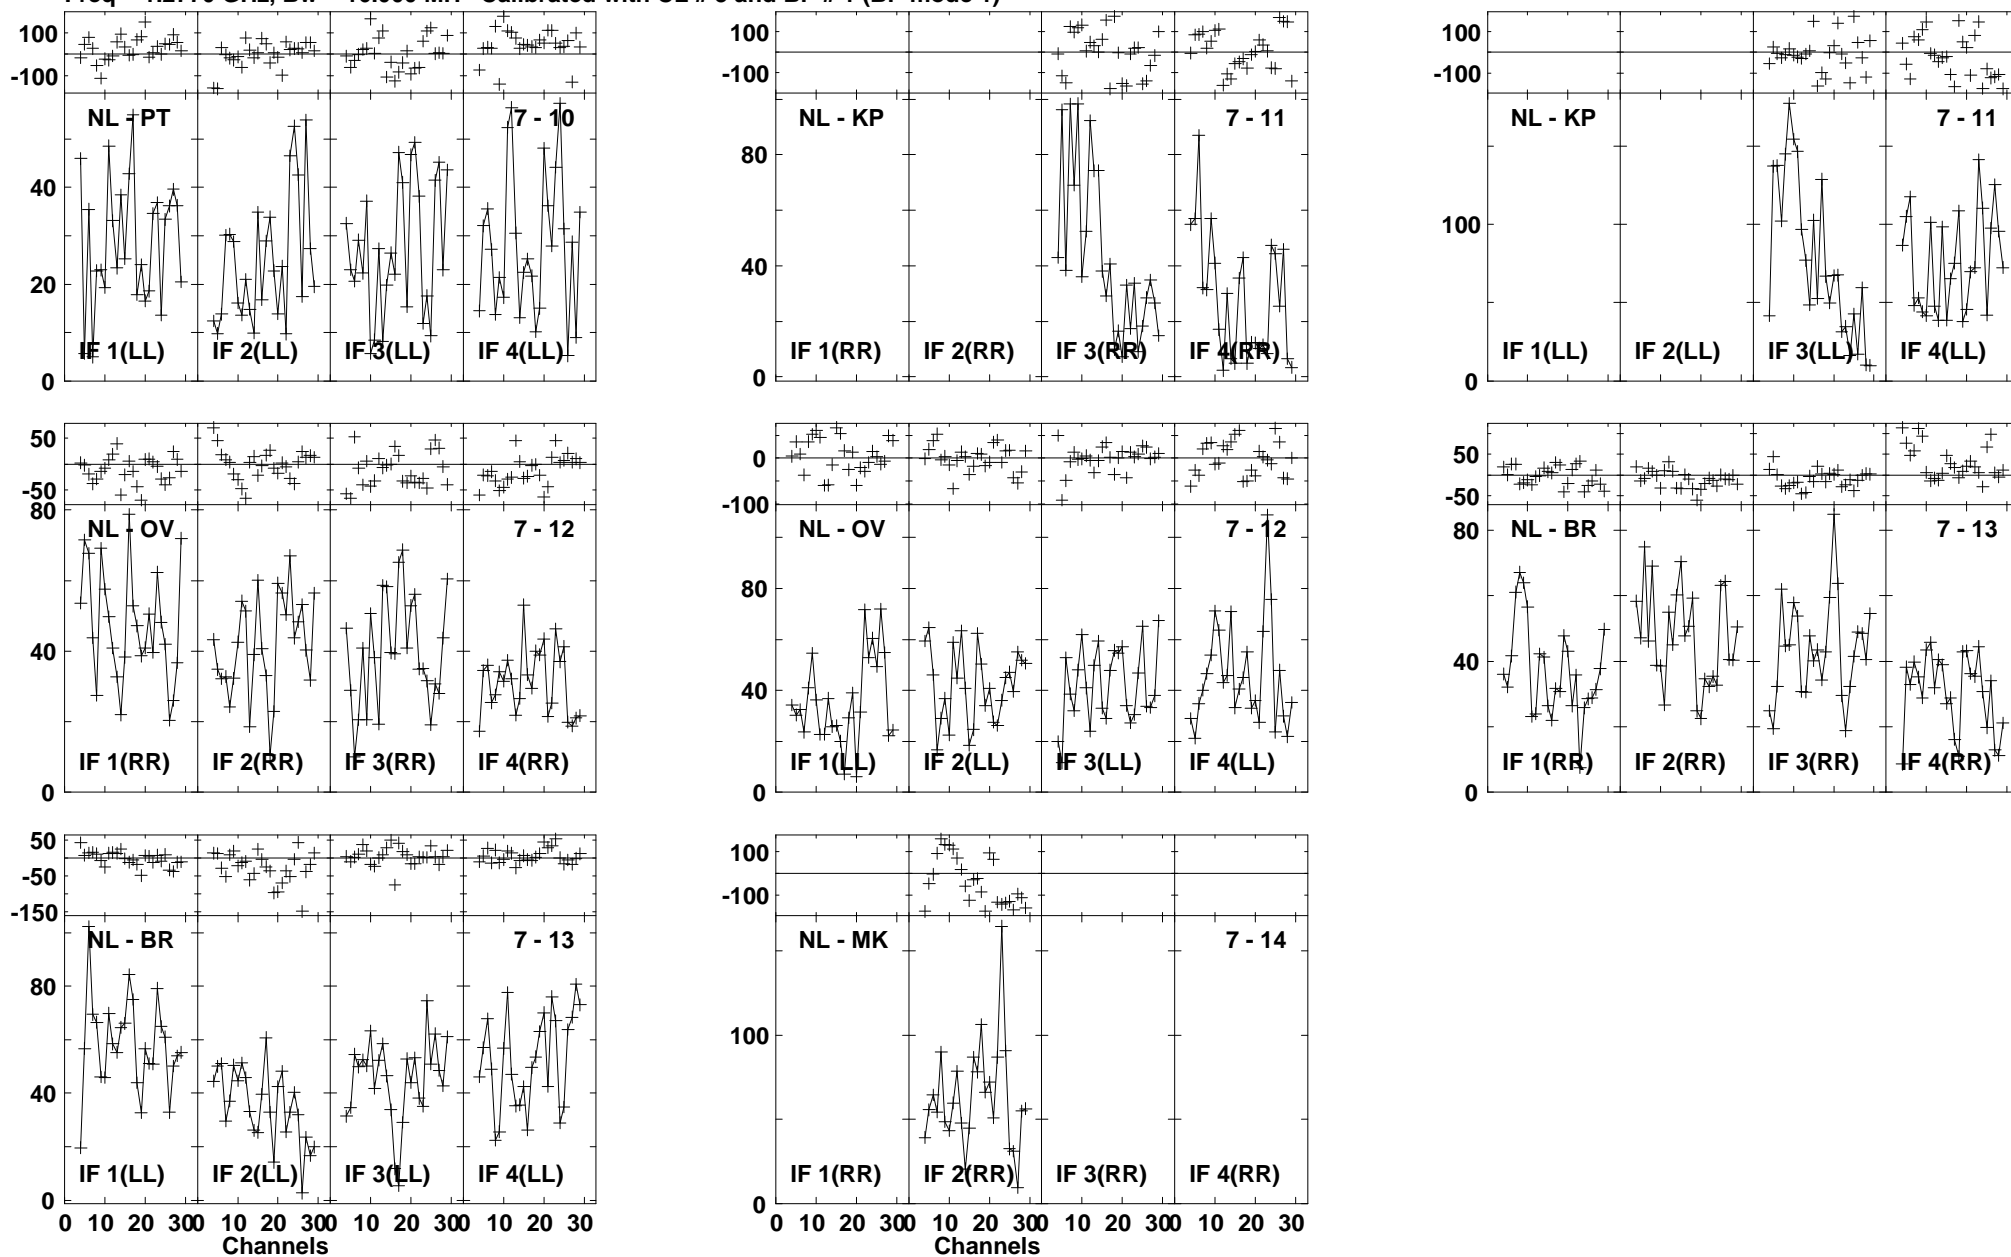 100
-100
NL - PT
7 - 10
40
20
0
IF 1(LL)
IF 2(LL)
IF 3(LL)
IF 4(LL)
100
-100
NL - KP
7 - 11
80
40
0
IF 1(RR)
IF 2(RR)
IF 3(RR)
IF 4(RR)
100
-100
NL - KP
7 - 11
100
0
IF 1(LL)
IF 2(LL)
IF 3(LL)
IF 4(LL)
50
-50
NL - OV
7 - 12
80
40
0
IF 1(RR)
IF 2(RR)
IF 3(RR)
IF 4(RR)
0
-100
NL - OV
7 - 12
80
40
0
IF 1(LL)
IF 2(LL)
IF 3(LL)
IF 4(LL)
50
-50
NL - BR
7 - 13
80
40
0
IF 1(RR)
IF 2(RR)
IF 3(RR)
IF 4(RR)
50
-50
-150
NL - BR
7 - 13
80
40
0
IF 1(LL)
IF 2(LL)
IF 3(LL)
IF 4(LL)
0 10 20 30 0 10 20 30 0 10 20 30 0 10 20 30
Channels
100
-100
NL - MK
7 - 14
100
0
IF 1(RR)
IF 2(RR)
IF 3(RR)
IF 4(RR)
0 10 20 30 0 10 20 30 0 10 20 30 0 10 20 30
Channels